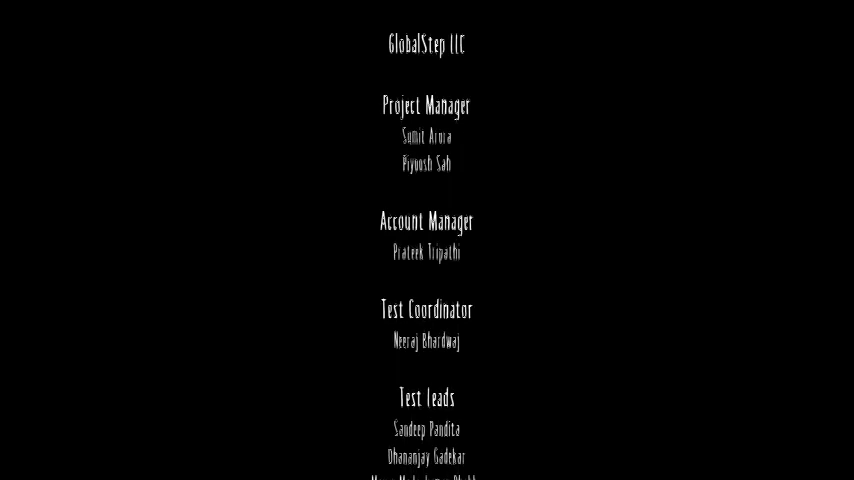 GlobalStep LLC
Project Manager
Sumit Arora
Piyoosh Sah
Account Manager
Prateek Tripathi
Test Coordinator
Neeraj Bhardwaj
Test Leads
Sandeep Pandita
Dhananjay Gadekar